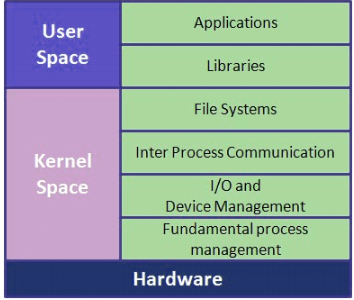 User
Space
Applications
Libraries
Kernel
Space
File Systems
Inter Process Communication
I/O and
Device Management
Fundamental process
management
Hardware